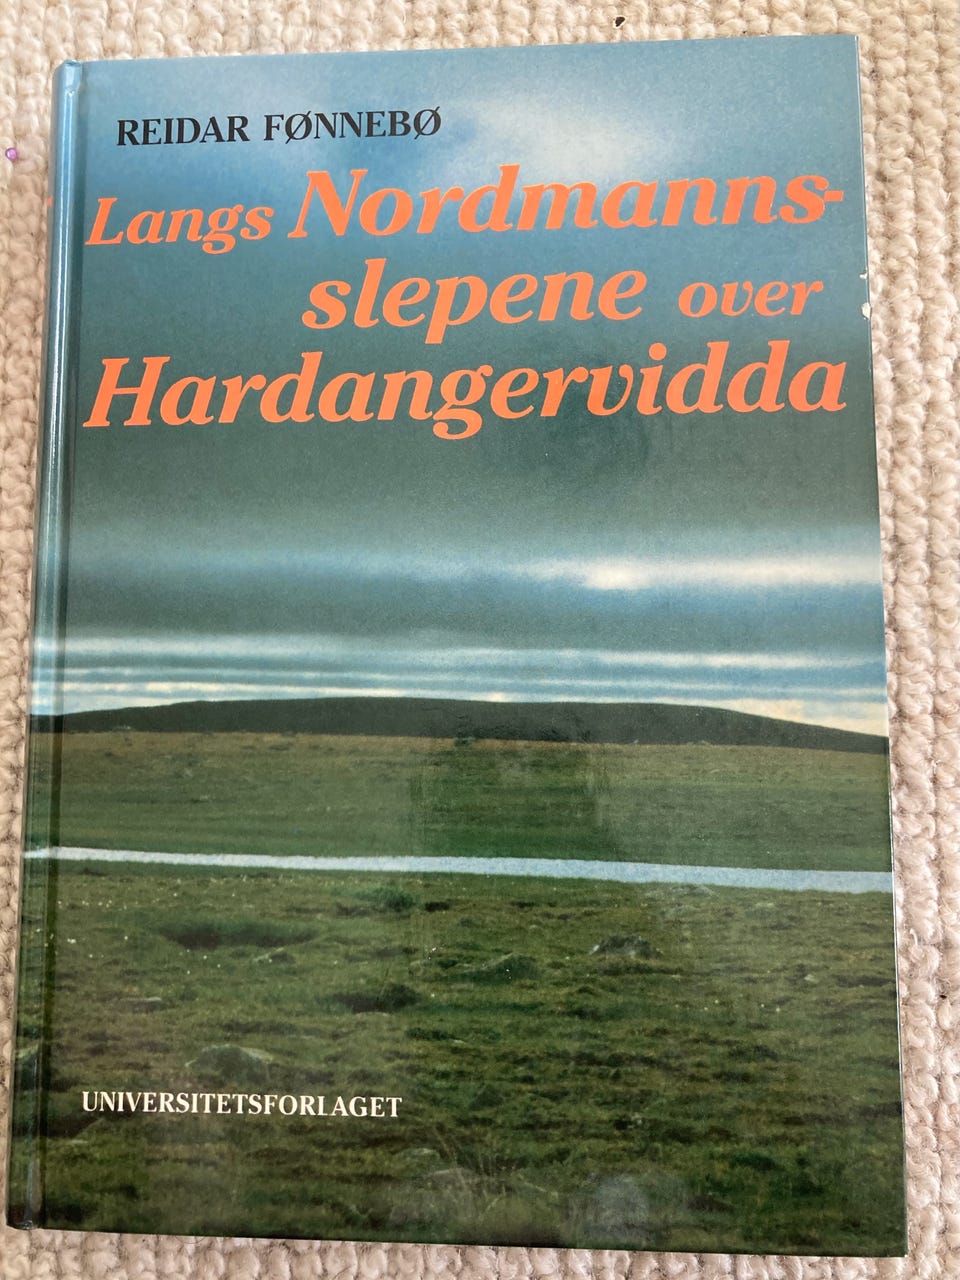 REIDAR FØNNEBØ
Langs Nordmanns-
slepene over
Hardangervidda
UNIVERSITETSFORLAGET